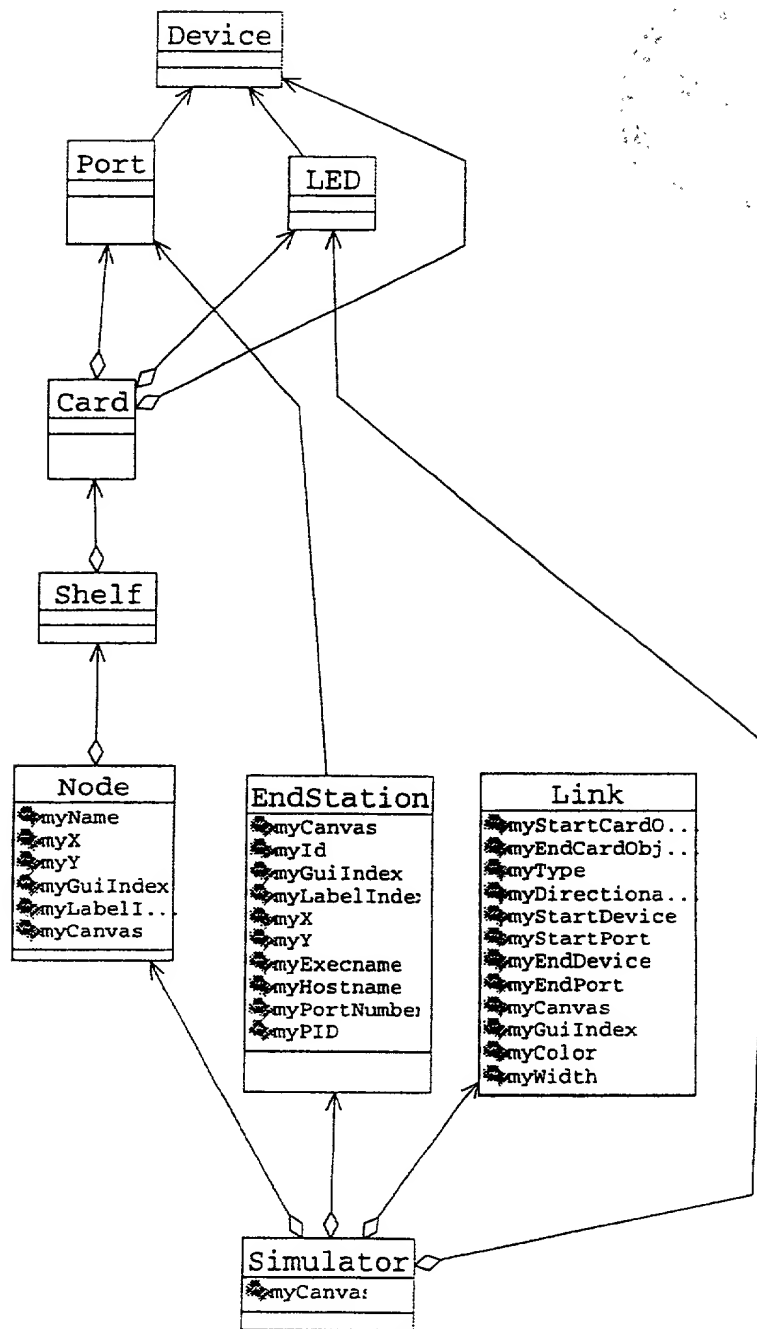 Device
Port
LED
Card
Shelf
Node
myName
myX
myY
myGuiIndex
myLabelI...
myCanvas
EndStation
myCanvas
myId
myGuiIndex
myLabelInde
myX
myY
myExecname
myHostname
myPortNumber
myPID
Link
myStartCardO...
myEndCardObj...
myType
myDirectiona...
myStartDevice
myStartPort
myEndDevice
myEndPort
myCanvas
myGuiIndex
myColor
myWidth
Simulator
myCanvas